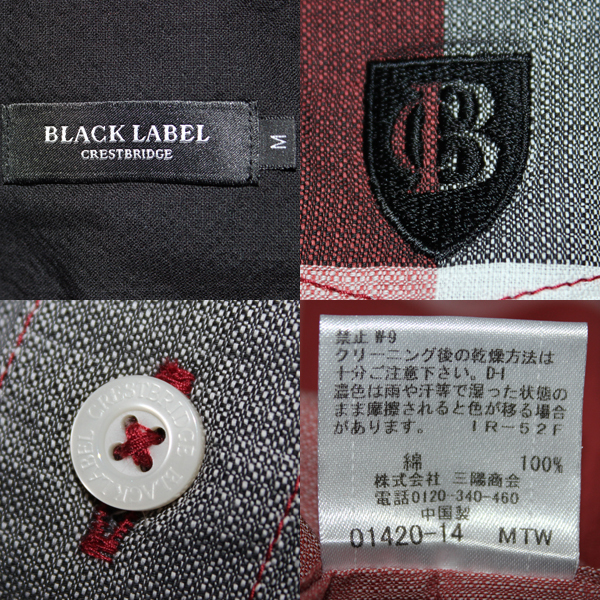 BLACK LABEL
CRESTBRIDGE
M
CB
BLACK LABEL CRESTBRIDGE
禁止 W-9
クリーニング後の乾燥方法は
十分ご注意下さい。D-I
濃色は雨や汗等で湿った状態の
まま摩擦されると色が移る場合
があります。 IR-52F
綿 100%
株式会社 三陽商会
電話0120-340-460
中国製
01420-14 MTW